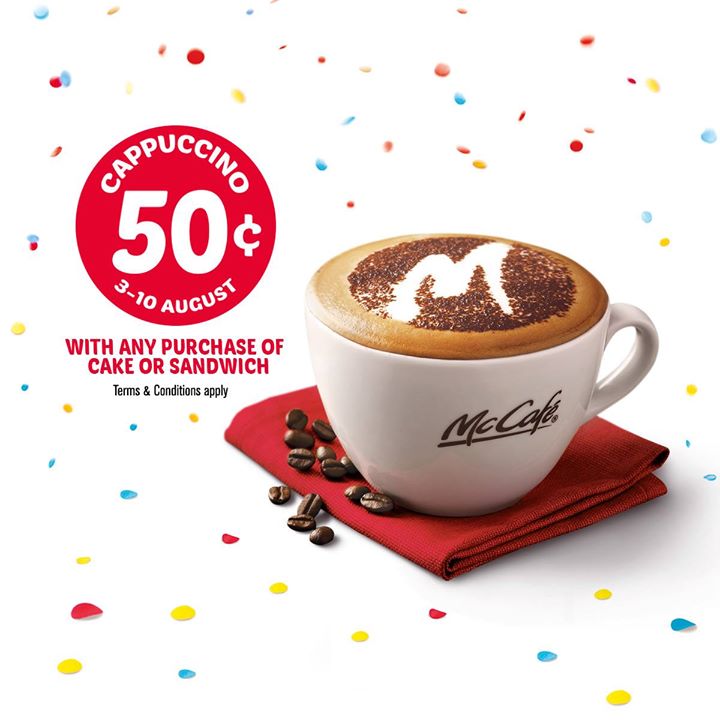 CAPPUCCINO
50¢
3-10 AUGUST
WITH ANY PURCHASE OF
CAKE OR SANDWICH
Terms & Conditions apply
M
McCafé®